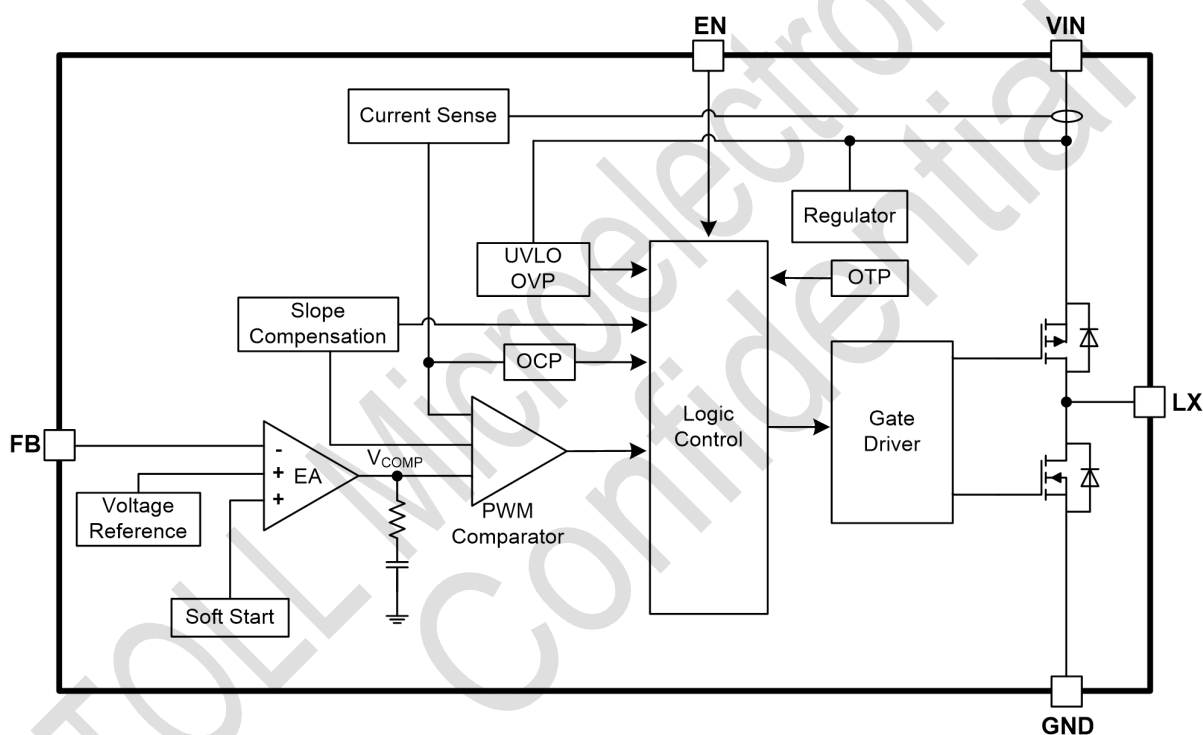 EN
VIN
Current Sense
Regulator
UVLO
OVP
OTP
Slope
Compensation
OCP
LX
Logic
Control
Gate
Driver
FB
-
+
+
EA
VCOMP
Voltage
Reference
PWM
Comparator
Soft Start
GND
TOLL Microelectron
Confidential